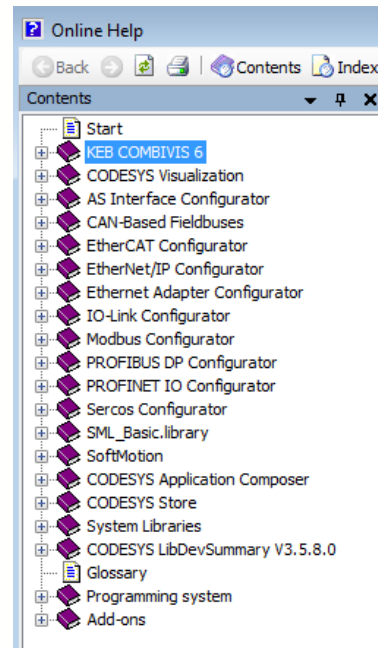 Online Help
Back Contents Index
Contents
Start
KEB COMBIVIS 6
CODESYS Visualization
AS Interface Configurator
CAN-Based Fieldbuses
EtherCAT Configurator
EtherNet/IP Configurator
Ethernet Adapter Configurator
IO-Link Configurator
Modbus Configurator
PROFIBUS DP Configurator
PROFINET IO Configurator
Sercos Configurator
SML_Basic.library
SoftMotion
CODESYS Application Composer
CODESYS Store
System Libraries
CODESYS LibDevSummary V3.5.8.0
Glossary
Programming system
Add-ons